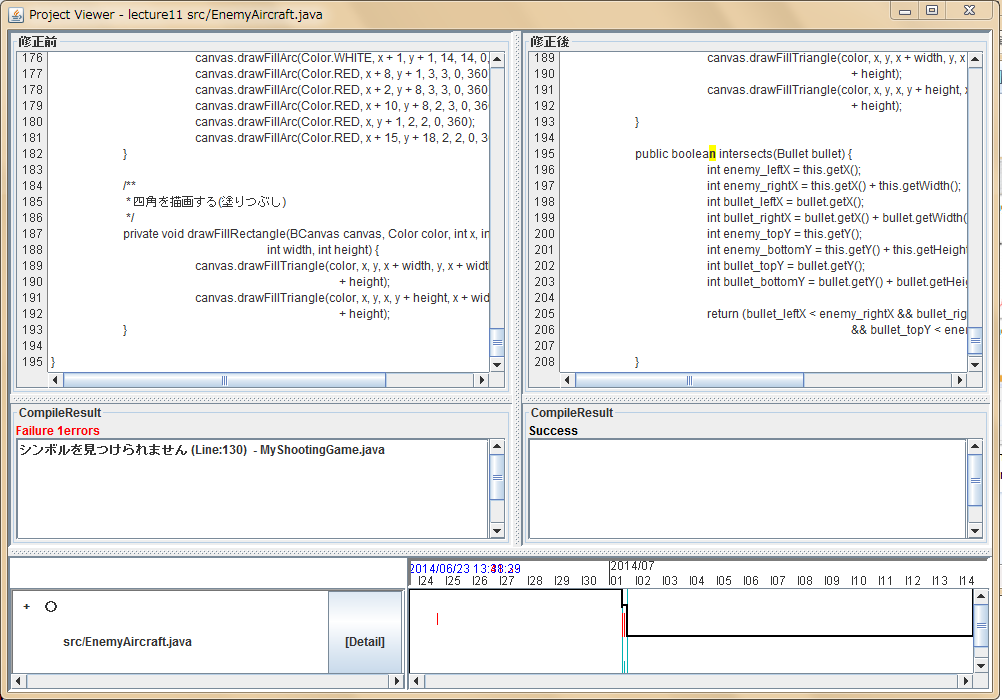 Project Viewer - lecture11 src/EnemyAircraft.java
修正前
176 canvas.drawFillArc(Color.WHITE, x + 1, y + 1, 14, 14, 0,
177 canvas.drawFillArc(Color.RED, x + 8, y + 1, 3, 3, 0, 360
178 canvas.drawFillArc(Color.RED, x + 2, y + 8, 3, 3, 0, 360
179 canvas.drawFillArc(Color.RED, x + 10, y + 8, 2, 3, 0, 36
180 canvas.drawFillArc(Color.RED, x, y + 1, 2, 2, 0, 360);
181 canvas.drawFillArc(Color.RED, x + 15, y + 18, 2, 2, 0, 3
182 }
183
184 /**
185 * 四角を描画する(塗りつぶし)
186 */
187 private void drawFillRectangle(BCanvas canvas, Color color, int x, in
188 int width, int height) {
189 canvas.drawFillTriangle(color, x, y, x + width, y, x + widt
190 + height);
191 canvas.drawFillTriangle(color, x, y, x, y + height, x + wid
192 + height);
193 }
194
195 }
修正後
189 canvas.drawFillTriangle(color, x, y, x + width, y, x
190 + height);
191 canvas.drawFillTriangle(color, x, y, x, y + height, x
192 + height);
193 }
194
195 public boolean intersects(Bullet bullet) {
196 int enemy_leftX = this.getX();
197 int enemy_rightX = this.getX() + this.getWidth();
198 int bullet_leftX = bullet.getX();
199 int bullet_rightX = bullet.getX() + bullet.getWidth(
200 int enemy_topY = this.getY();
201 int enemy_bottomY = this.getY() + this.getHeight
202 int bullet_topY = bullet.getY();
203 int bullet_bottomY = bullet.getY() + bullet.getHei
204
205 return (bullet_leftX < enemy_rightX && bullet_rig
206 && bullet_topY < ene
207
208 }
CompileResult
Failure 1errors
シンボルを見つけられません (Line:130) - MyShootingGame.java
CompileResult
Success
2014/07
24 25 26 27 28 29 30 01 02 03 04 05 06 07 08 09 10 11 12 13 14
+
src/EnemyAircraft.java
[Detail]